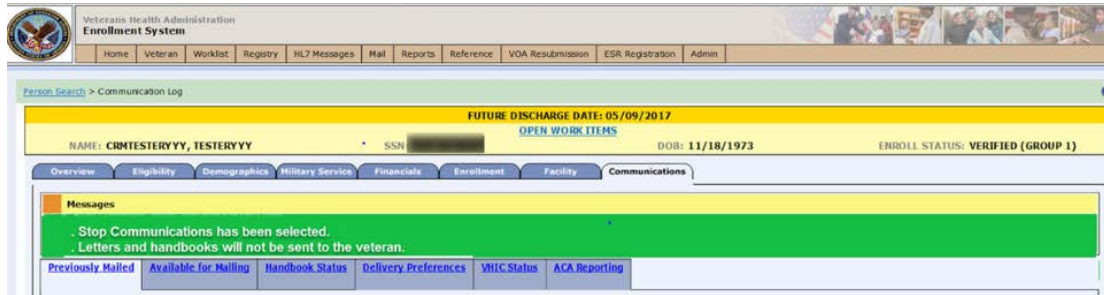 Veterans Health Administration
Enrollment System
Home Veteran Worklist Registry HL7 Messages Mail Reports Reference VOA Resubmission ESR Registration Admin
Person Search > Communication Log
FUTURE DISCHARGE DATE: 05/09/2017
OPEN WORK ITEMS
NAME: CRMTESTERYYY, TESTERYYY SSN: DOB: 11/18/1973 ENROLL STATUS: VERIFIED (GROUP 1)
Overview Eligibility Demographics Military Service Financials Enrollment Facility Communications
Messages
. Stop Communications has been selected.
. Letters and handbooks will not be sent to the veteran.
Previously Mailed Available for Mailing Handbook Status Delivery Preferences VHIC Status ACA Reporting